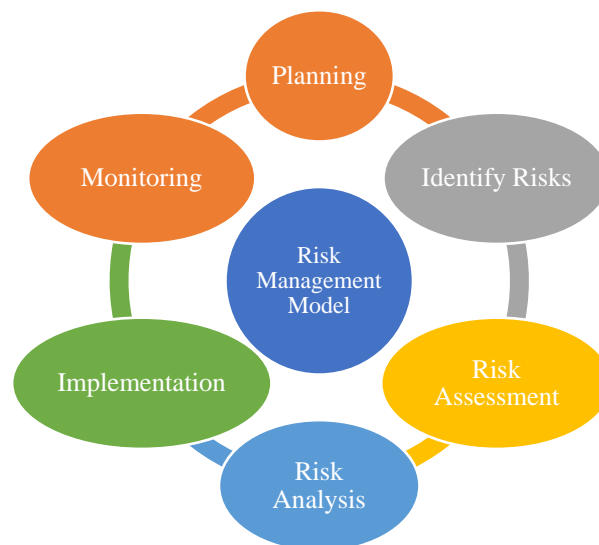 Planning
Identify Risks
Risk
Assessment
Risk
Analysis
Implementation
Monitoring
Risk
Management
Model